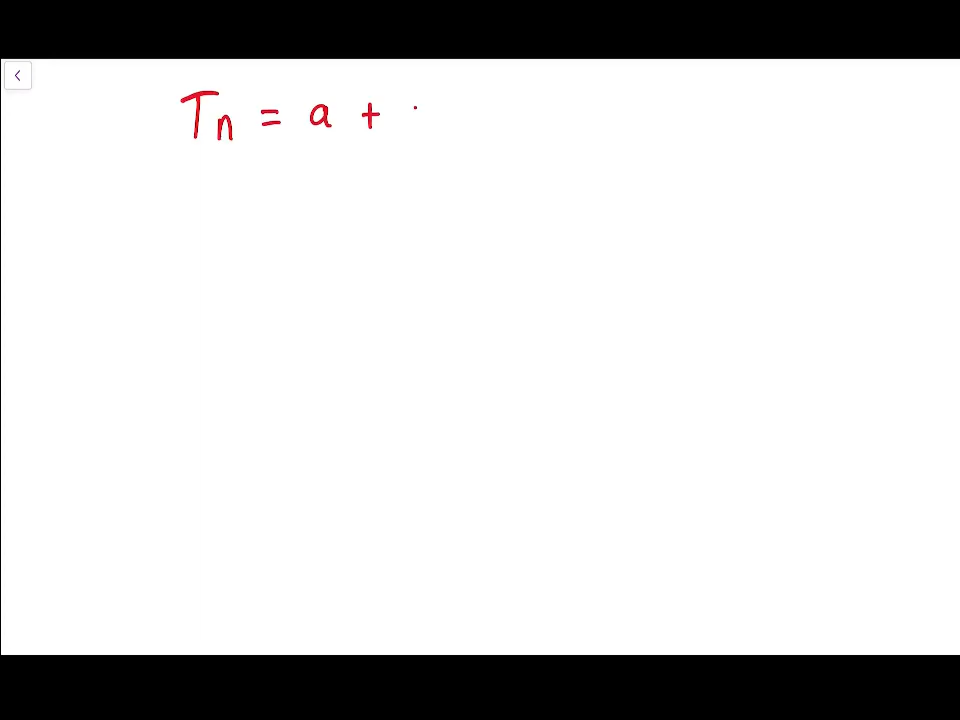 Tn = a +